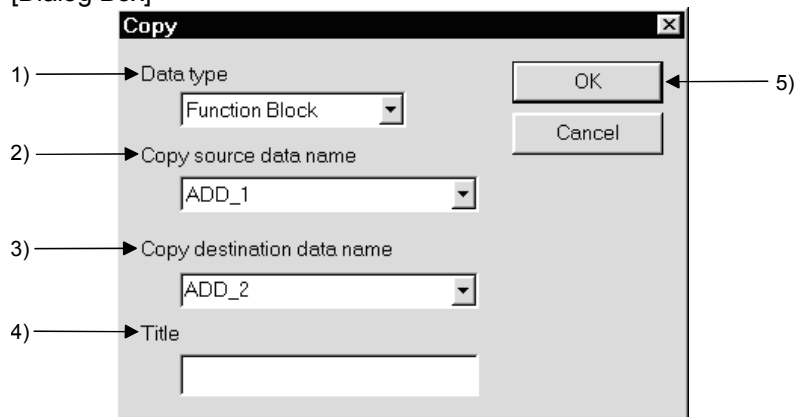 [Dialog Box]
Copy
1) Data type
OK
5)
Function Block
Cancel
2) Copy source data name
ADD_1
3) Copy destination data name
ADD_2
4) Title